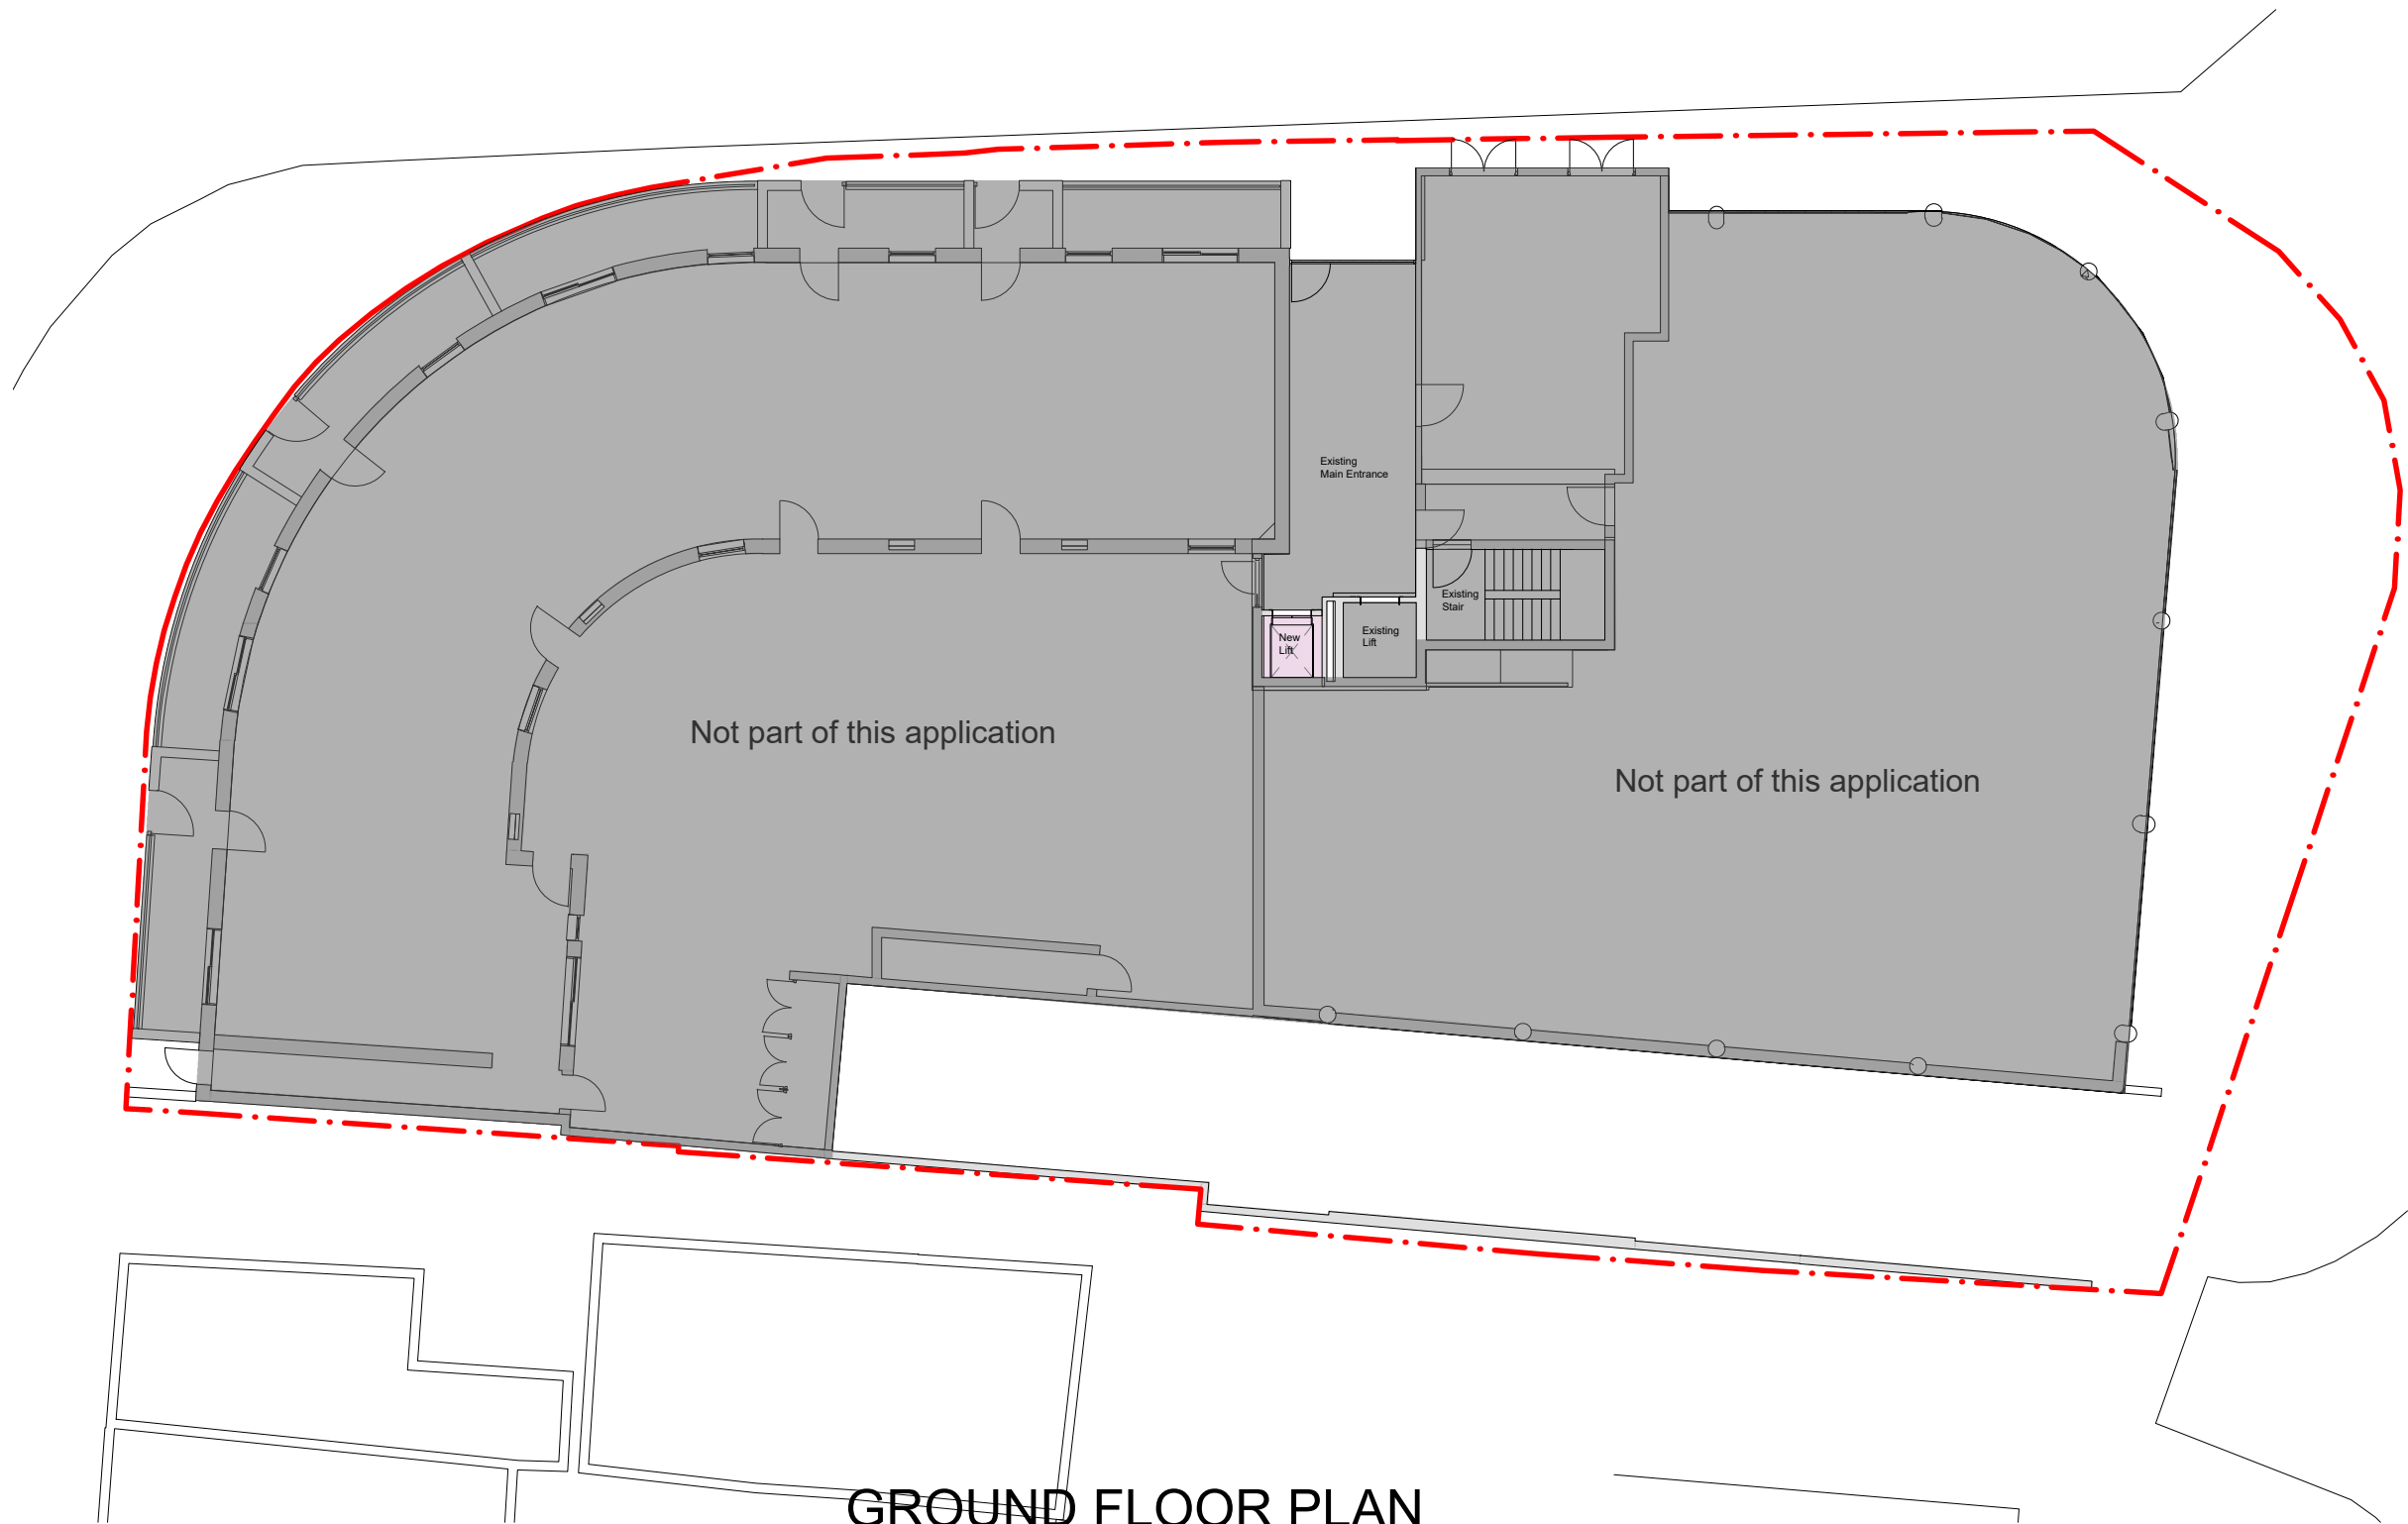 Existing
Main Entrance
Existing
Stair
New
Lift
Existing
Lift
Not part of this application
Not part of this application
GROUND FLOOR PLAN